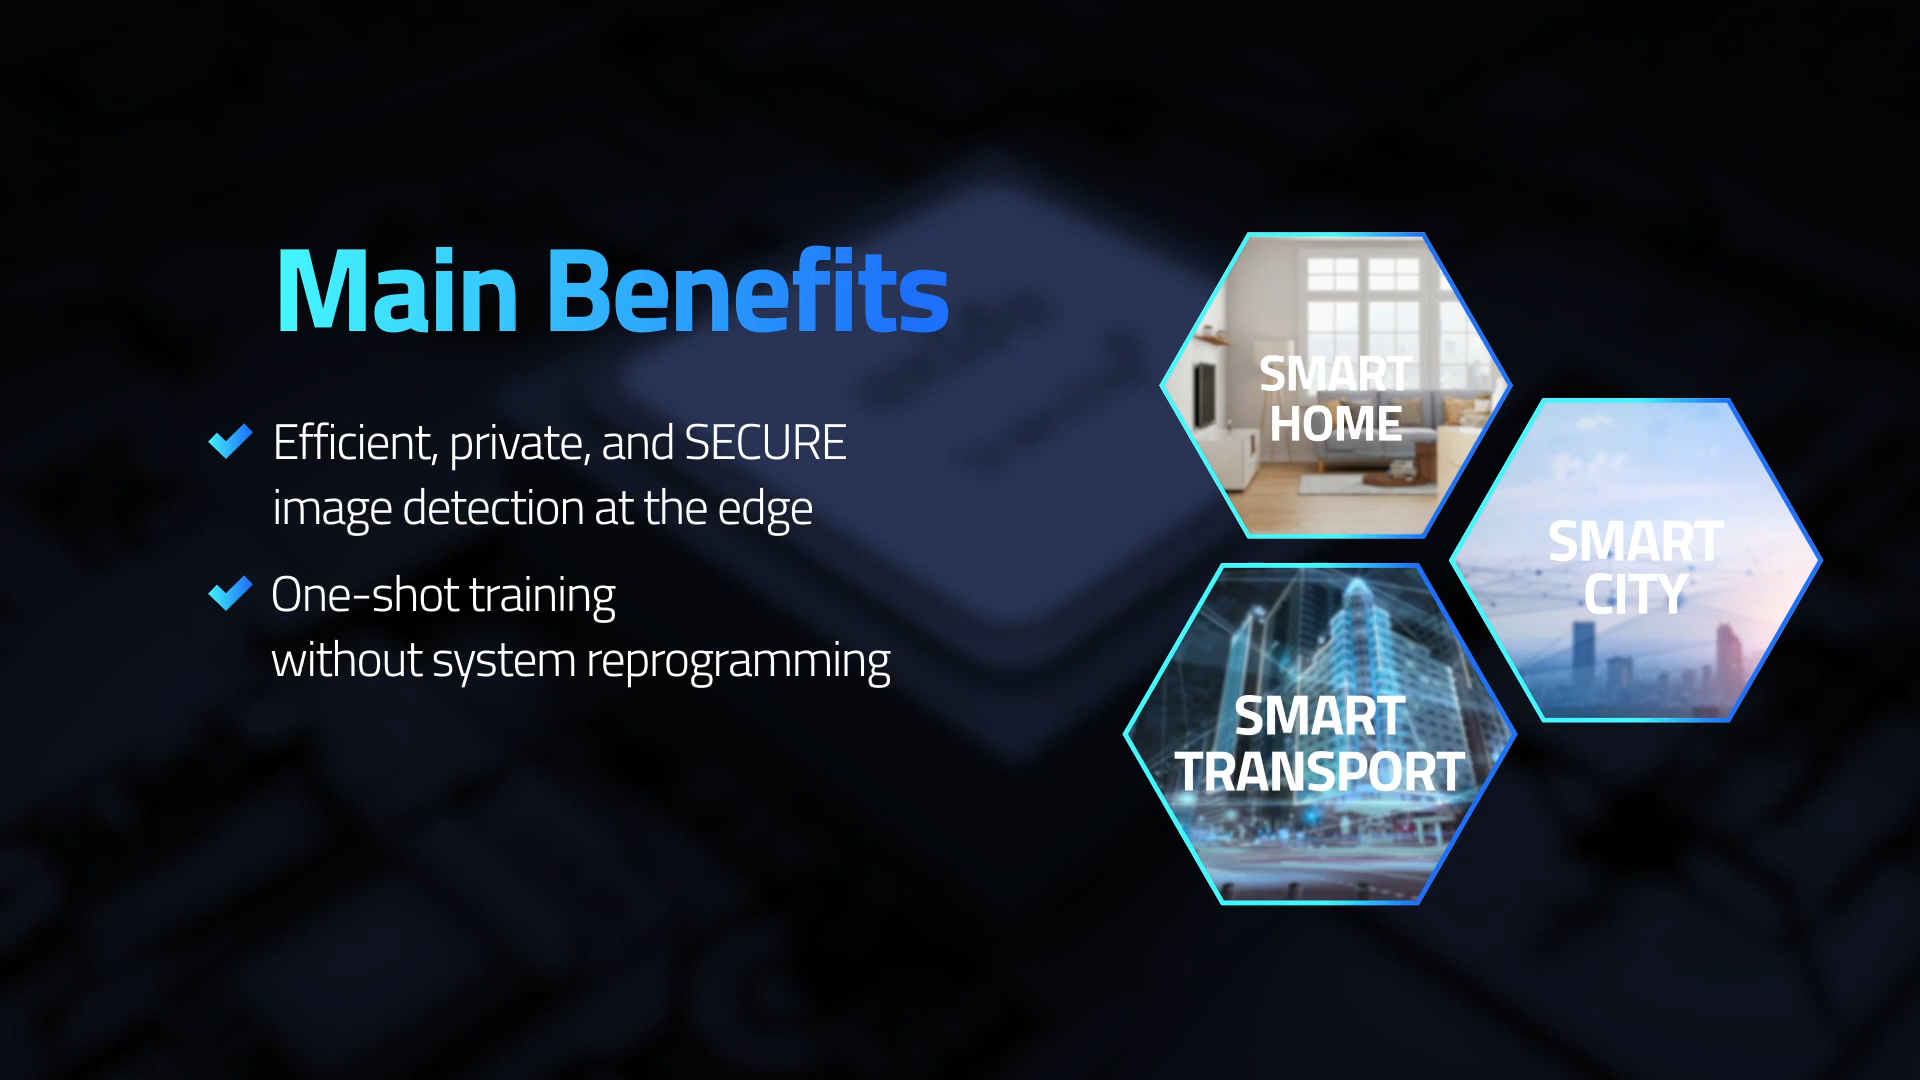 Main Benefits
Efficient, private, and SECURE
image detection at the edge
One-shot training
without system reprogramming
SMART
HOME
SMART
CITY
SMART
TRANSPORT